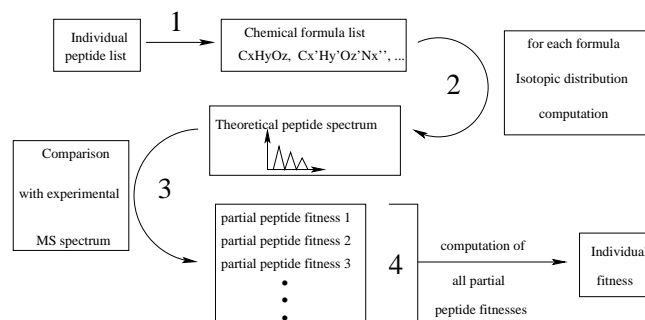 Individual
peptide list
1
Chemical formula list
CxHyOz, Cx'Hy'Oz'Nx'', ...
2
for each formula
Isotopic distribution
computation
Theoretical peptide spectrum
Comparison
with experimental
MS spectrum
3
partial peptide fitness 1
partial peptide fitness 2
partial peptide fitness 3
4
computation of
all partial
peptide fitnesses
Individual
fitness